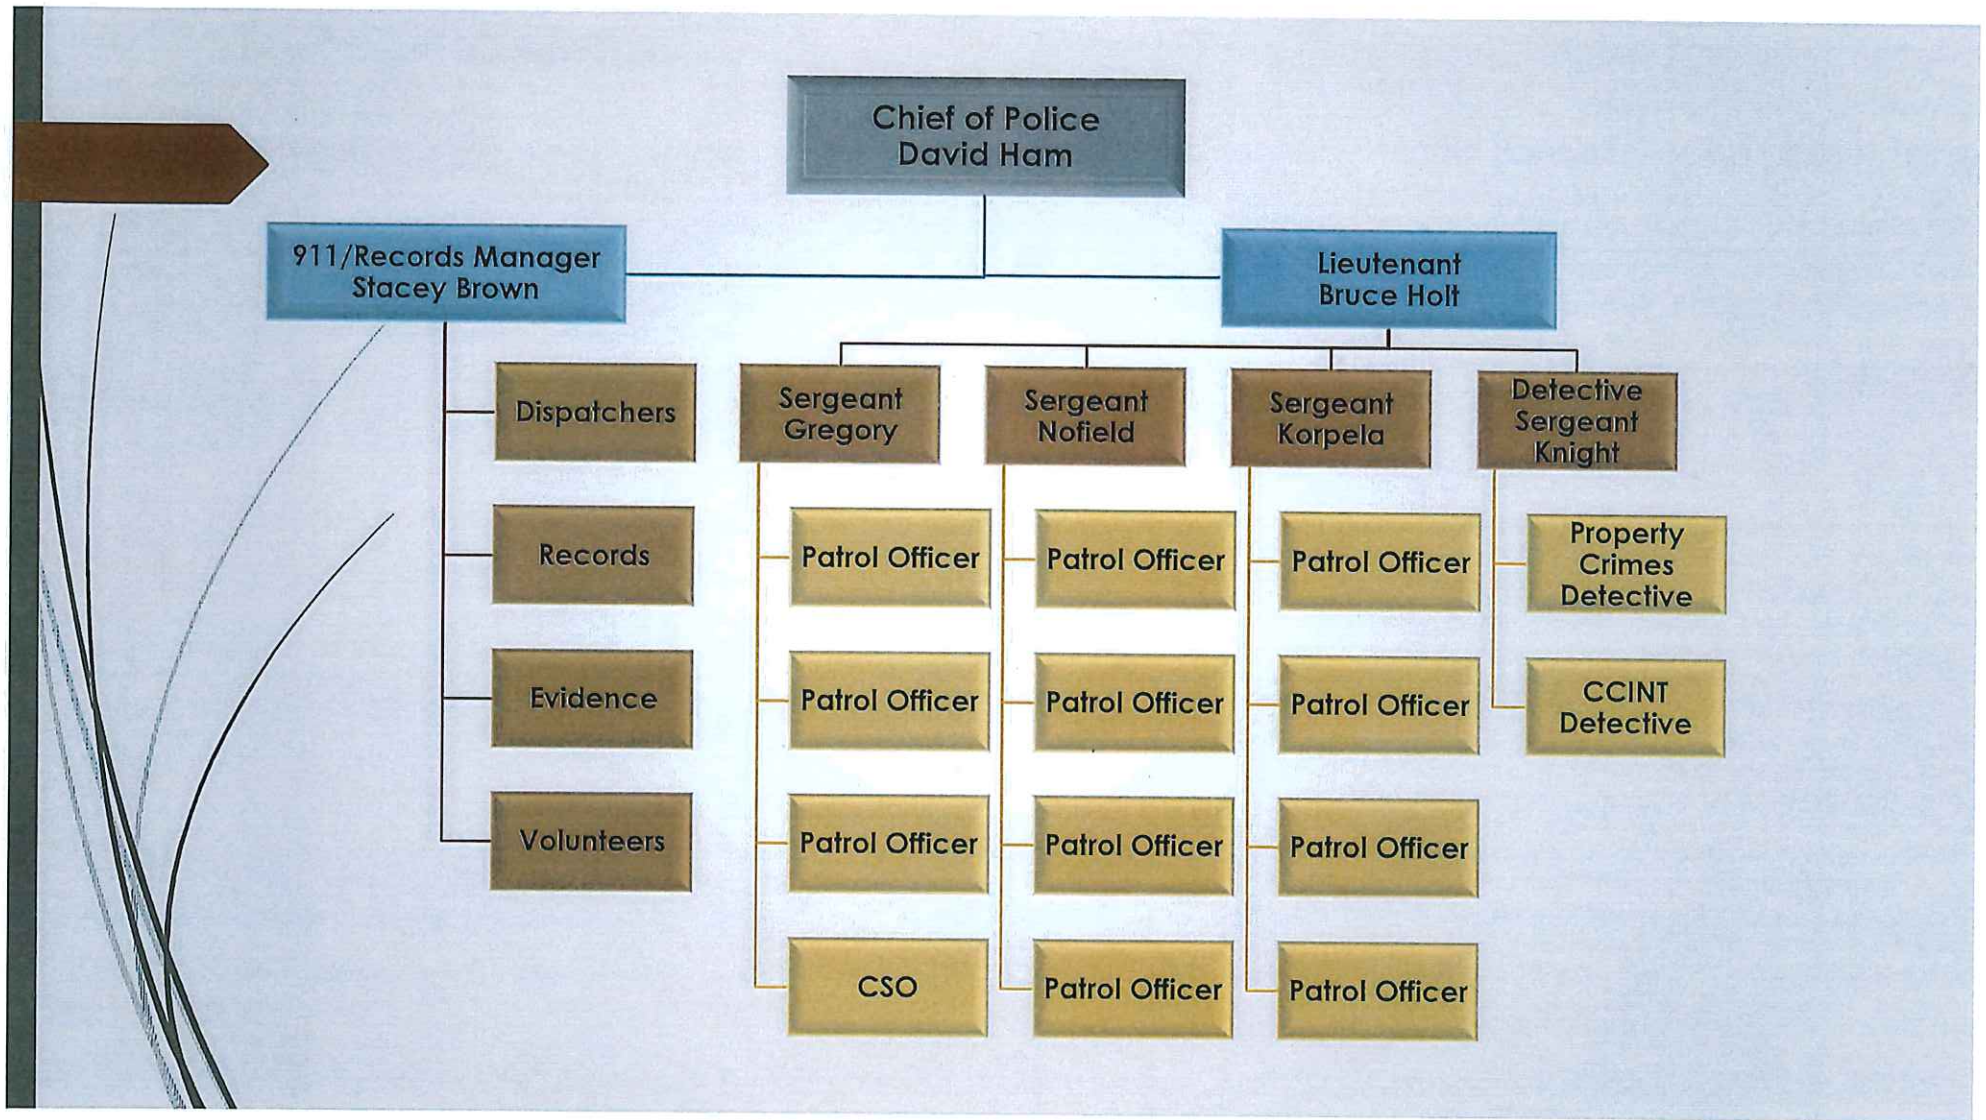 Chief of Police
David Ham
911/Records Manager
Stacey Brown
Lieutenant
Bruce Holt
Dispatchers
Records
Evidence
Volunteers
Sergeant
Gregory
Patrol Officer
Patrol Officer
Patrol Officer
CSO
Sergeant
Nofield
Patrol Officer
Patrol Officer
Patrol Officer
Patrol Officer
Sergeant
Korpela
Patrol Officer
Patrol Officer
Patrol Officer
Patrol Officer
Detective
Sergeant
Knight
Property
Crimes
Detective
CCINT
Detective